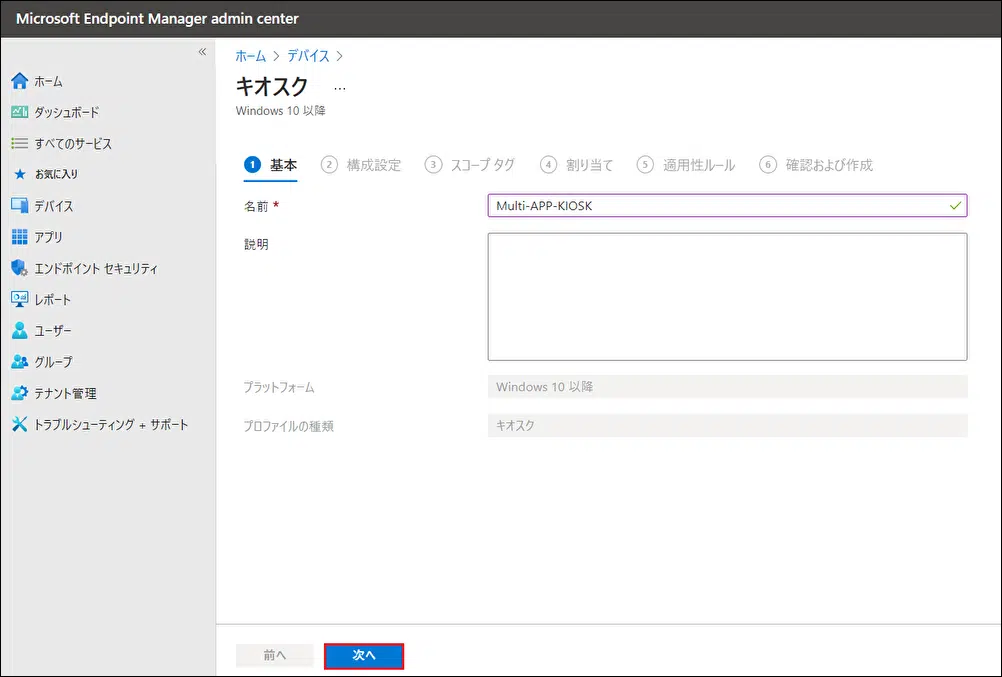 Microsoft Endpoint Manager admin center
«
ホーム
ダッシュボード
すべてのサービス
お気に入り
デバイス
アプリ
エンドポイント セキュリティ
レポート
ユーザー
グループ
テナント管理
トラブルシューティング + サポート
ホーム > デバイス >
キオスク ...
Windows 10 以降
1 基本 2 構成設定 3 スコープ タグ 4 割り当て 5 適用性ルール 6 確認および作成
名前 * Multi-APP-KIOSK
説明
プラットフォーム Windows 10 以降
プロファイルの種類 キオスク
前へ 次へ